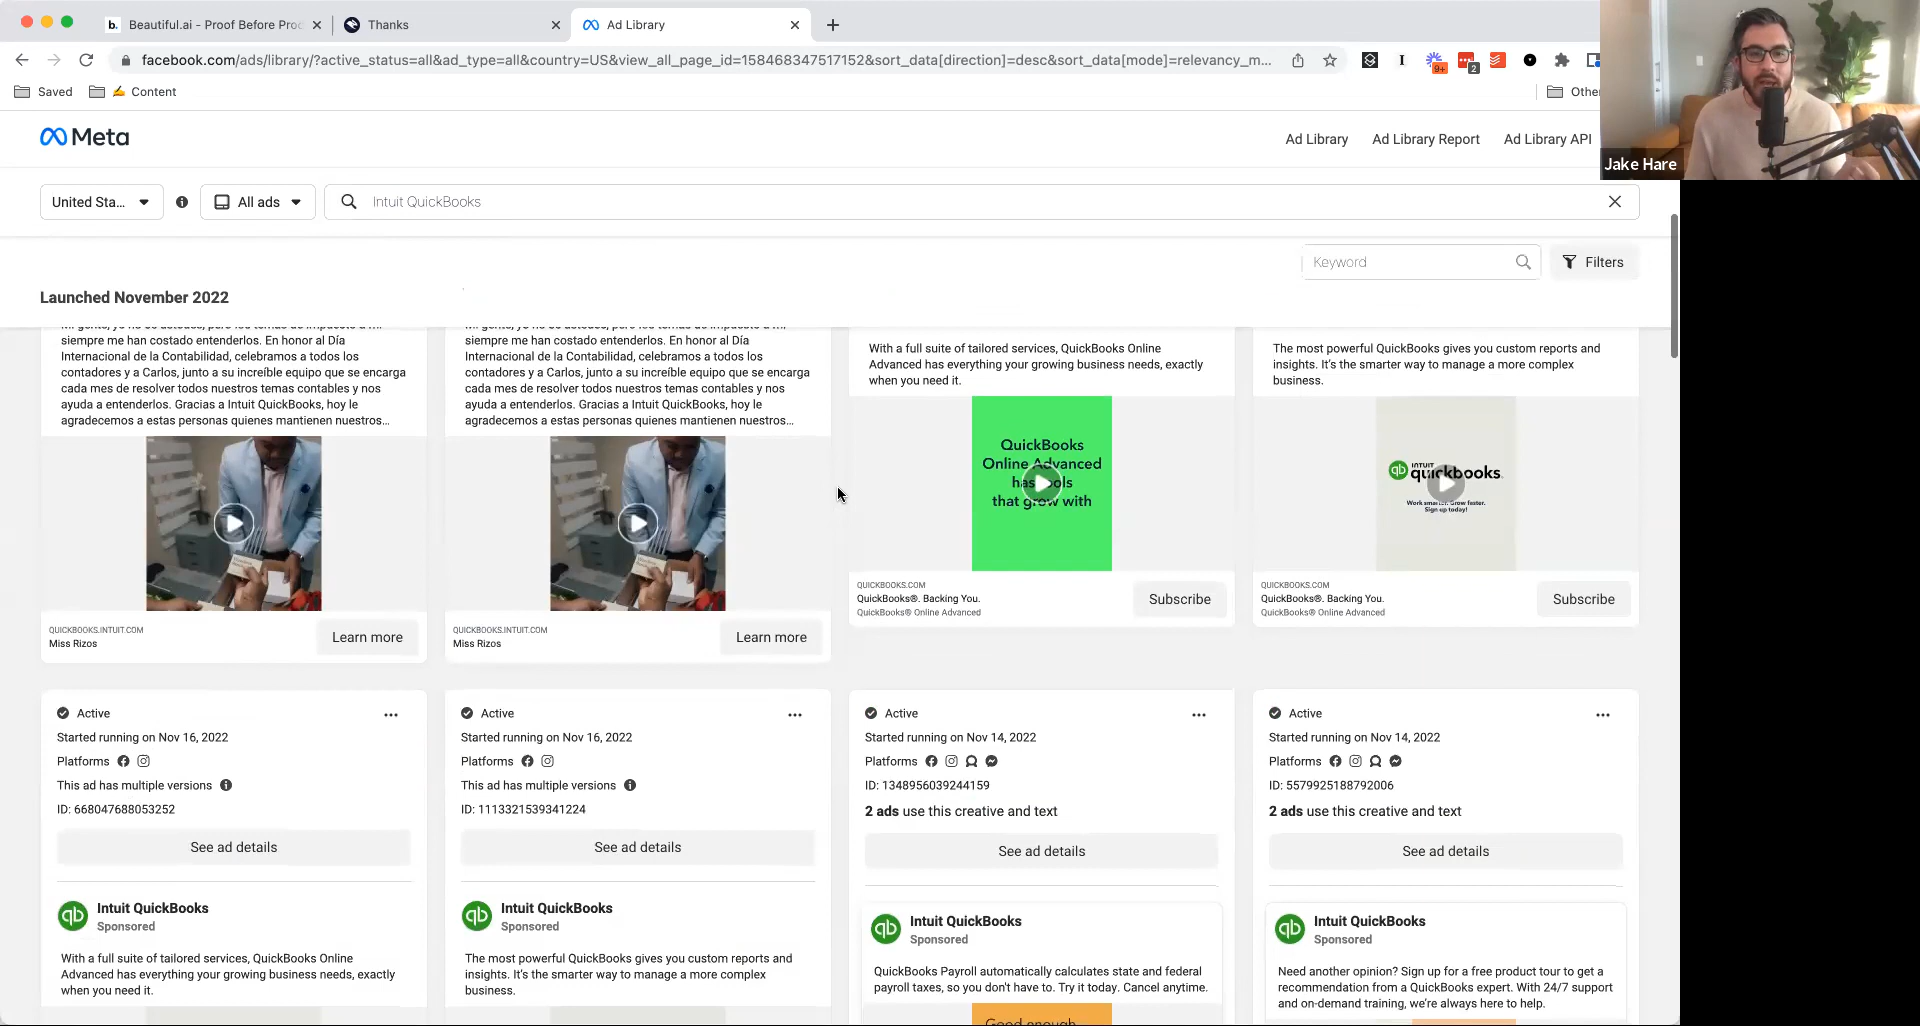 b. Beautiful.ai - Proof Before Pro
Thanks
Ad Library
facebook.com/ads/library/?active_status=all&ad_type=all&country=US&view_all_page_id=158468347517152&sort_data[direction]=desc&sort_data[mode]=relevancy_m...
9+
2
Saved
Content
Other
Jake Hare
Meta
Ad Library
Ad Library Report
Ad Library API
United Sta...
All ads
Intuit QuickBooks
Keyword
Filters
Launched November 2022
siempre me han costado entenderlos. En honor al Día
Internacional de la Contabilidad, celebramos a todos los
contadores y a Carlos, junto a su increíble equipo que se encarga
cada mes de resolver todos nuestros temas contables y nos
ayuda a entenderlos. Gracias a Intuit QuickBooks, hoy le
agradecemos a estas personas quienes mantienen nuestros...
QUICKBOOKS.INTUIT.COM
Miss Rizos
Learn more
siempre me han costado entenderlos. En honor al Día
Internacional de la Contabilidad, celebramos a todos los
contadores y a Carlos, junto a su increíble equipo que se encarga
cada mes de resolver todos nuestros temas contables y nos
ayuda a entenderlos. Gracias a Intuit QuickBooks, hoy le
agradecemos a estas personas quienes mantienen nuestros...
QUICKBOOKS.INTUIT.COM
Miss Rizos
Learn more
With a full suite of tailored services, QuickBooks Online
Advanced has everything your growing business needs, exactly
when you need it.
QuickBooks
Online Advanced
has tools
that grow with
QUICKBOOKS.COM
QuickBooks®. Backing You.
QuickBooks® Online Advanced
Subscribe
The most powerful QuickBooks gives you custom reports and
insights. It's the smarter way to manage a more complex
business.
INTUIT
quickbooks.
Work smarter. Grow faster.
Sign up today!
QUICKBOOKS.COM
QuickBooks®. Backing You.
QuickBooks® Online Advanced
Subscribe
Active
Started running on Nov 16, 2022
Platforms
This ad has multiple versions
ID: 668047688053252
See ad details
Intuit QuickBooks
Sponsored
With a full suite of tailored services, QuickBooks Online
Advanced has everything your growing business needs, exactly
when you need it.
Active
Started running on Nov 16, 2022
Platforms
This ad has multiple versions
ID: 1113321539341224
See ad details
Intuit QuickBooks
Sponsored
The most powerful QuickBooks gives you custom reports and
insights. It's the smarter way to manage a more complex
business.
Active
Started running on Nov 14, 2022
Platforms
ID: 1348956039244159
2 ads use this creative and text
See ad details
Intuit QuickBooks
Sponsored
QuickBooks Payroll automatically calculates state and federal
payroll taxes, so you don't have to. Try it today. Cancel anytime.
Good enough
Active
Started running on Nov 14, 2022
Platforms
ID: 5579925188792006
2 ads use this creative and text
See ad details
Intuit QuickBooks
Sponsored
Need another opinion? Sign up for a free product tour to get a
recommendation from a QuickBooks expert. With 24/7 support
and on-demand training, we're always here to help.